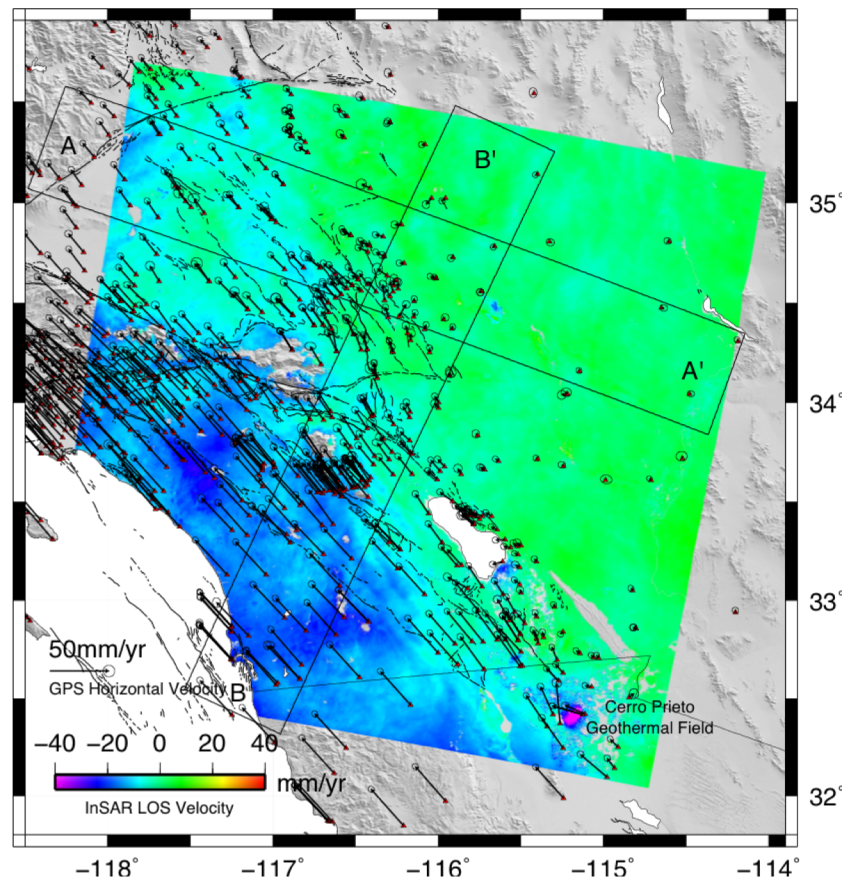 A
B'
35°
34°
A'
33°
50mm/yr
GPS Horizontal Velocity
B
Cerro Prieto
Geothermal Field
−40 −20 0 20 40
mm/yr
InSAR LOS Velocity
32°
−118° −117° −116° −115° −114°